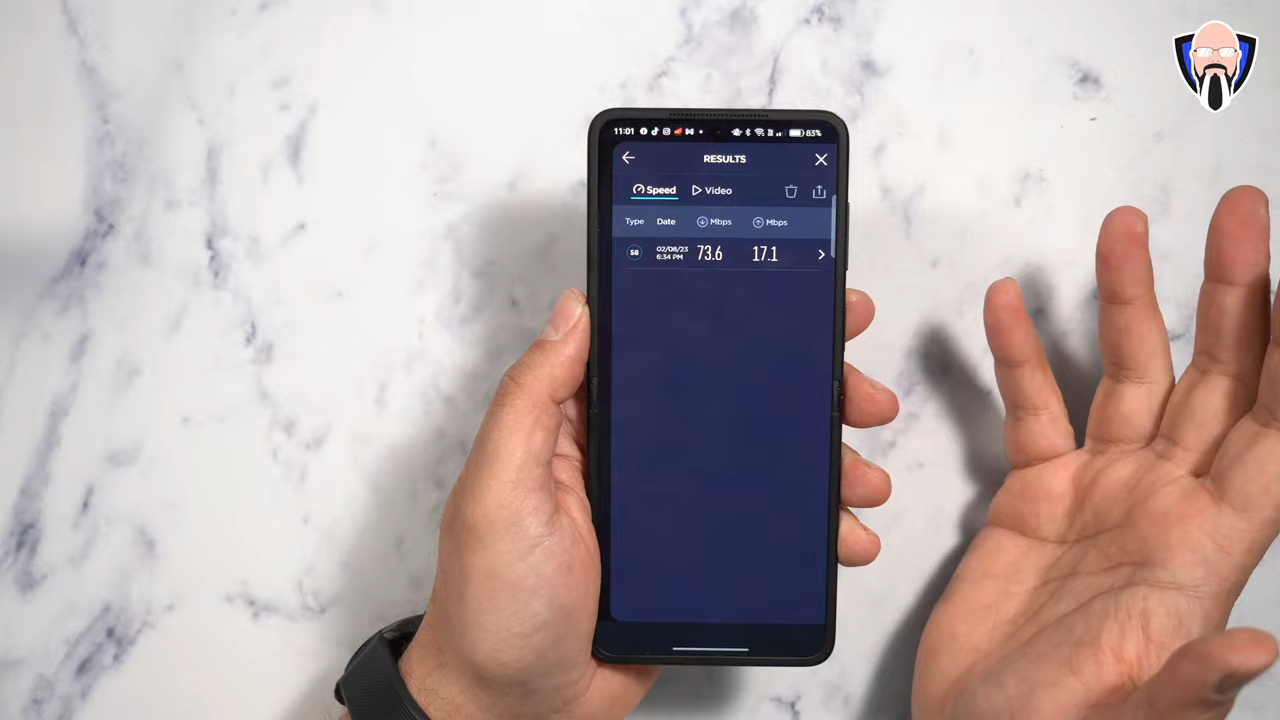 11:01 83%
RESULTS
Speed Video
Type Date Mbps Mbps
02/08/23
6:34 PM 73.6 17.1